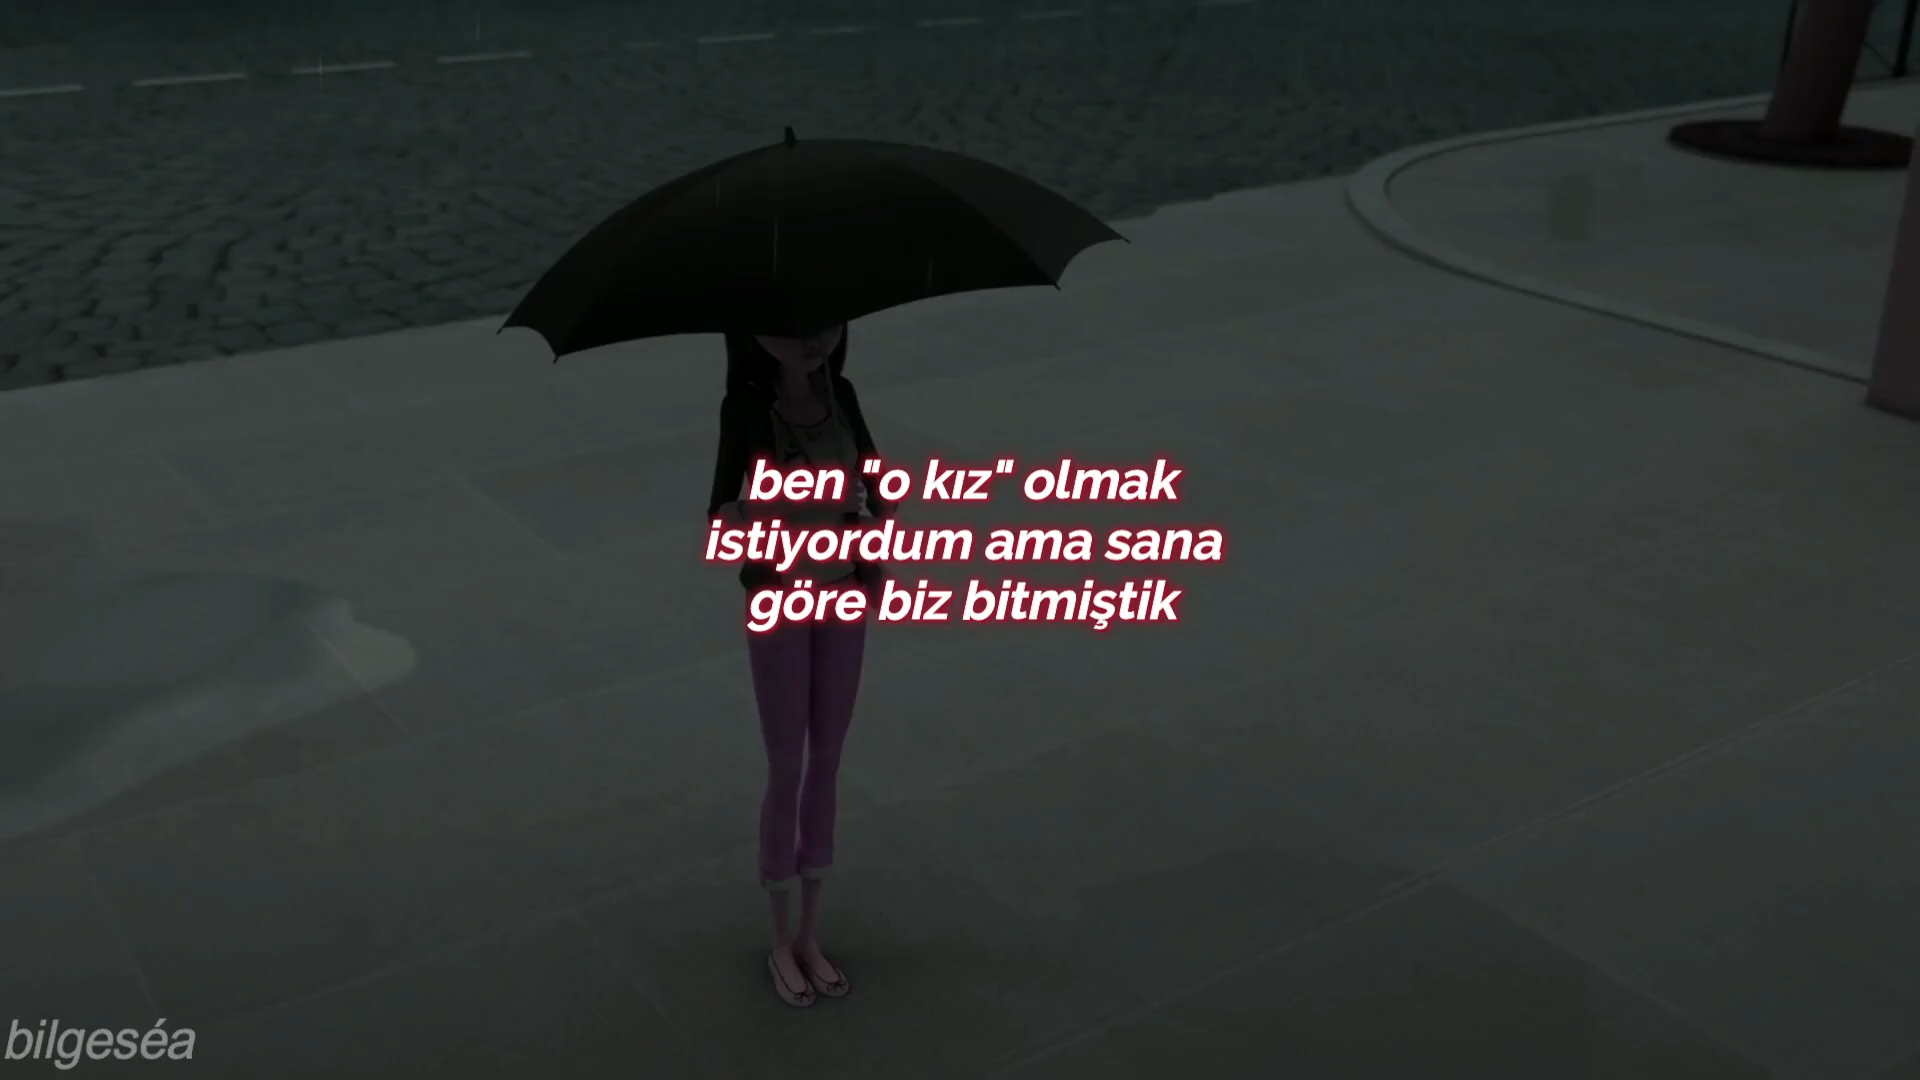 ben "o kız" olmak
istiyordum ama sana
göre biz bitmiştik
bilgeséa